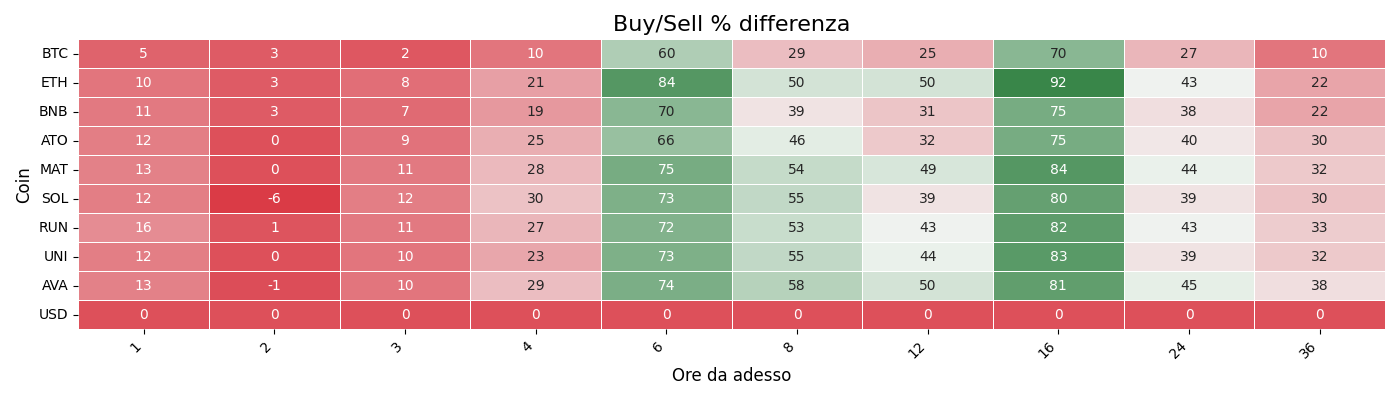 Buy/Sell % differenza
Coin
BTC 5 3 2 10 60 29 25 70 27 10
ETH 10 3 8 21 84 50 50 92 43 22
BNB 11 3 7 19 70 39 31 75 38 22
ATO 12 0 9 25 66 46 32 75 40 30
MAT 13 0 11 28 75 54 49 84 44 32
SOL 12 -6 12 30 73 55 39 80 39 30
RUN 16 1 11 27 72 53 43 82 43 33
UNI 12 0 10 23 73 55 44 83 39 32
AVA 13 -1 10 29 74 58 50 81 45 38
USD 0 0 0 0 0 0 0 0 0 0
1 2 3 4 6 8 12 16 24 36
Ore da adesso